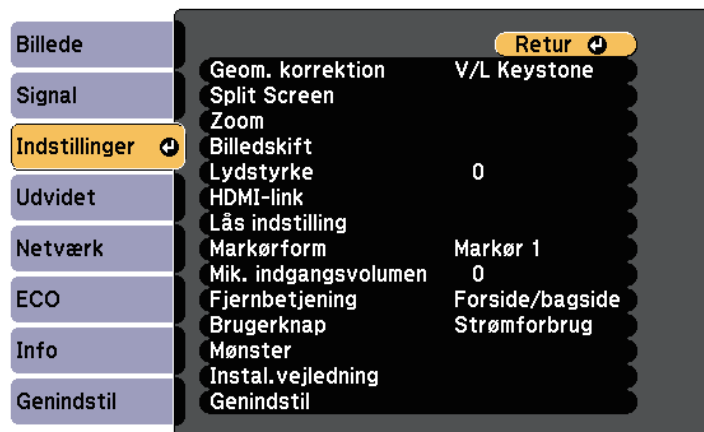 Billede
Signal
Indstillinger
Udvidet
Netværk
ECO
Info
Genindstil
Retur
Geom. korrektion V/L Keystone
Split Screen
Zoom
Billedskift
Lydstyrke 0
HDMI-link
Lås indstilling
Markørform Markør 1
Mik. indgangsvolumen 0
Fjernbetjening Forside/bagside
Brugerknap Strømforbrug
Mønster
Instal.vejledning
Genindstil